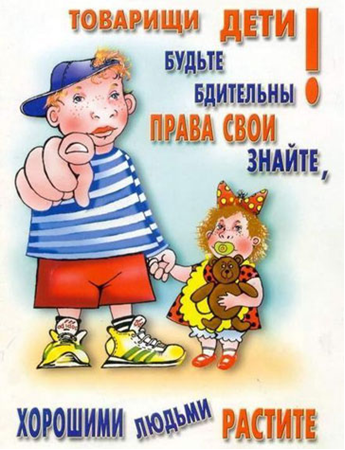 ТОВАРИЩИ ДЕТИ!
БУДЬТЕ
БДИТЕЛЬНЫ
ПРАВА СВОИ
ЗНАЙТЕ,
ХОРОШИМИ ЛЮДЬМИ РАСТИТЕ